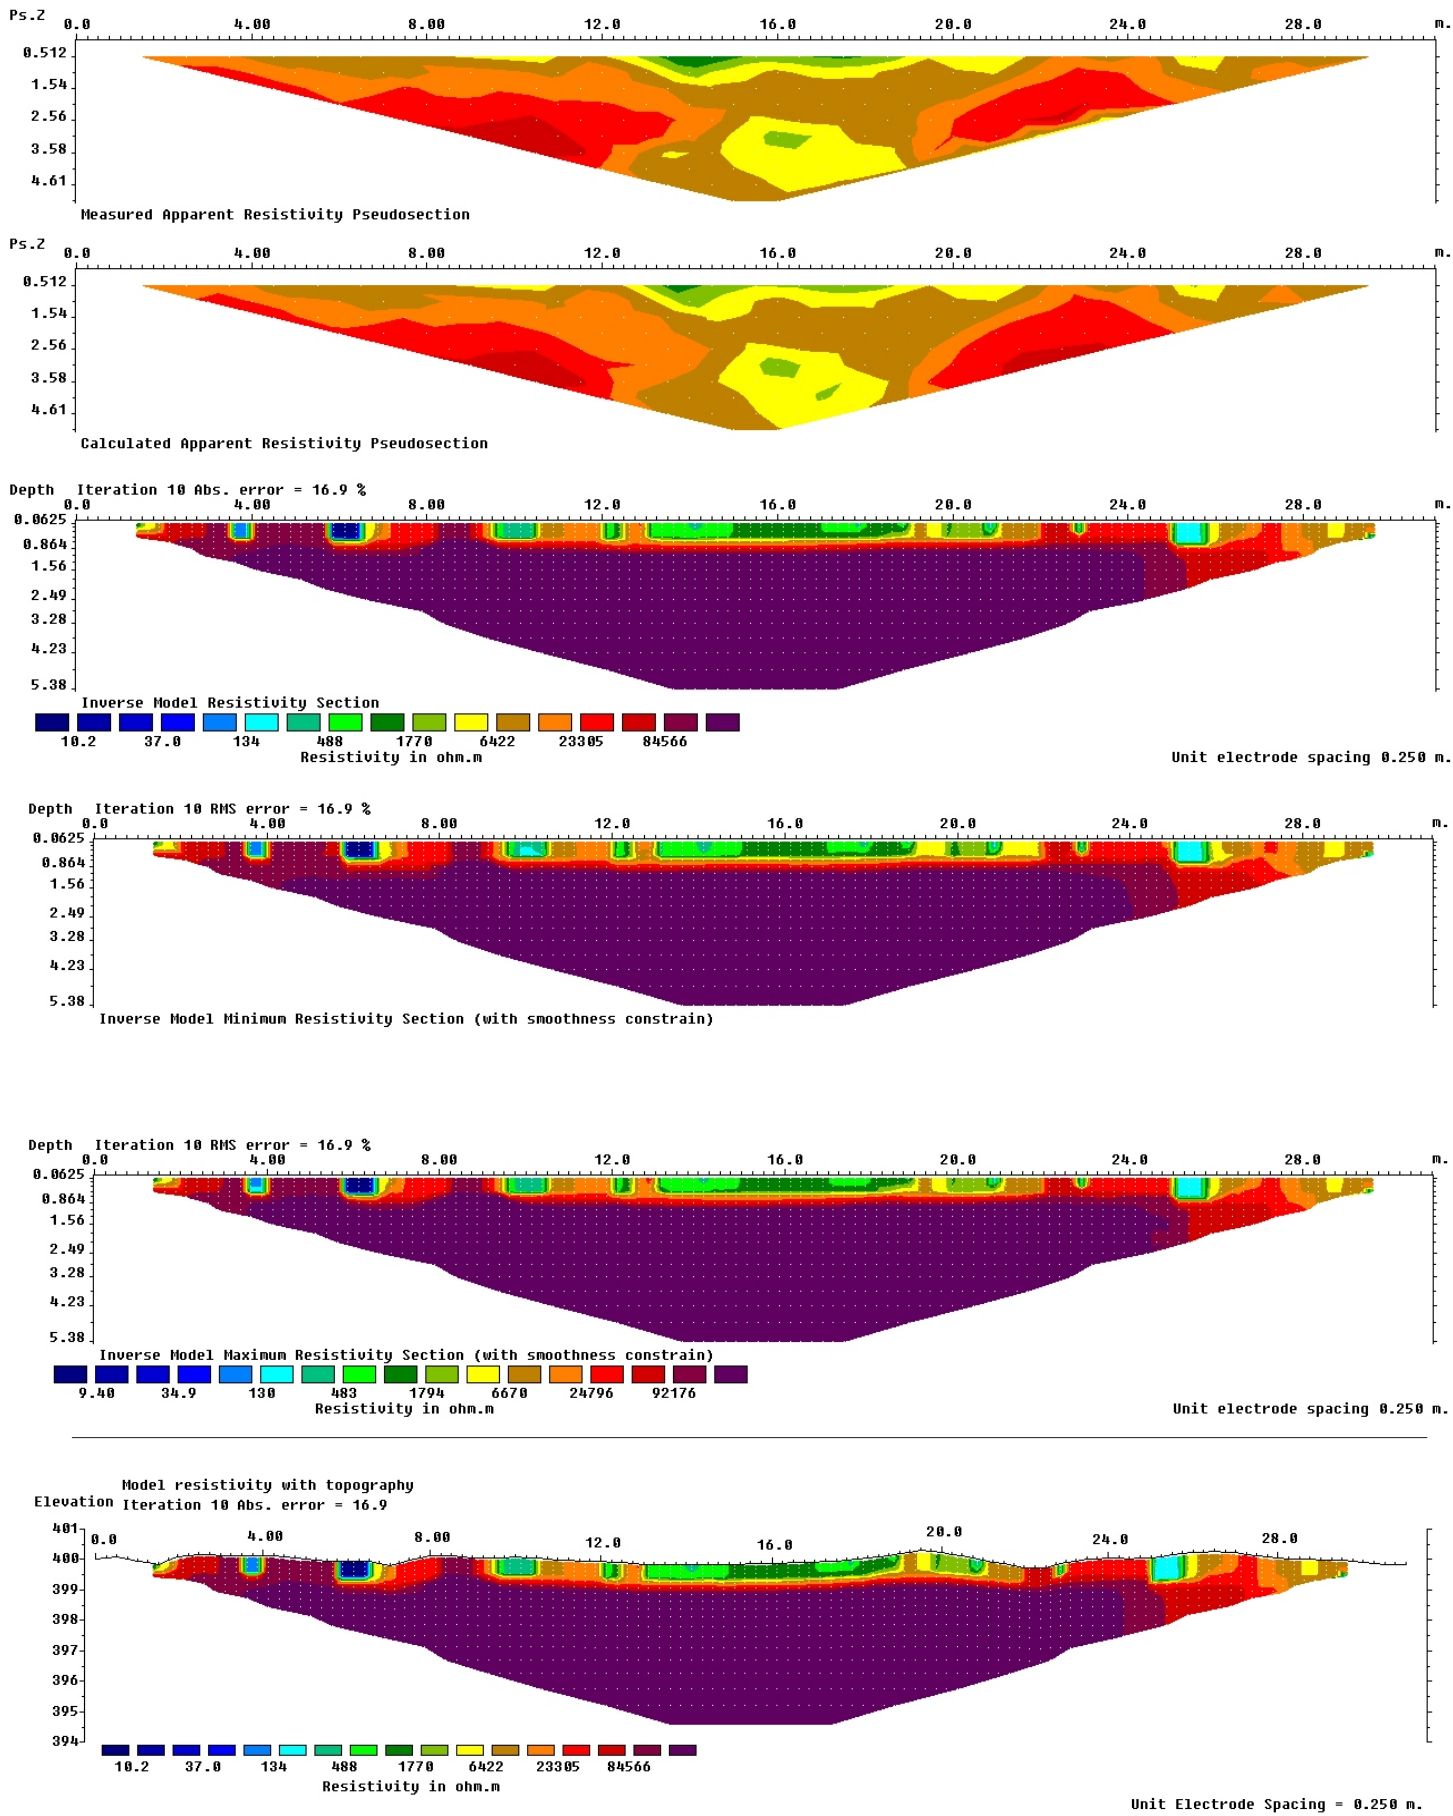 Ps.Z 0.0 4.00 8.00 12.0 16.0 20.0 24.0 28.0 m.
0.512
1.54
2.56
3.58
4.61
Measured Apparent Resistivity Pseudosection
Ps.Z 0.0 4.00 8.00 12.0 16.0 20.0 24.0 28.0 m.
0.512
1.54
2.56
3.58
4.61
Calculated Apparent Resistivity Pseudosection
Depth Iteration 10 Abs. error = 16.9 %
0.0 4.00 8.00 12.0 16.0 20.0 24.0 28.0 m.
0.0625
0.864
1.56
2.49
3.28
4.23
5.38
Inverse Model Resistivity Section
10.2 37.0 134 488 1770 6422 23305 84566
Resistivity in ohm.m
Unit electrode spacing 0.250 m.
Depth Iteration 10 RMS error = 16.9 %
0.0 4.00 8.00 12.0 16.0 20.0 24.0 28.0 m.
0.0625
0.864
1.56
2.49
3.28
4.23
5.38
Inverse Model Minimum Resistivity Section (with smoothness constrain)
Depth Iteration 10 RMS error = 16.9 %
0.0 4.00 8.00 12.0 16.0 20.0 24.0 28.0 m.
0.0625
0.864
1.56
2.49
3.28
4.23
5.38
Inverse Model Maximum Resistivity Section (with smoothness constrain)
9.40 34.9 130 483 1794 6670 24796 92176
Resistivity in ohm.m
Unit electrode spacing 0.250 m.
Model resistivity with topography
Elevation Iteration 10 Abs. error = 16.9
0.0 4.00 8.00 12.0 16.0 20.0 24.0 28.0
401
400
399
398
397
396
395
394
10.2 37.0 134 488 1770 6422 23305 84566
Resistivity in ohm.m
Unit Electrode Spacing = 0.250 m.